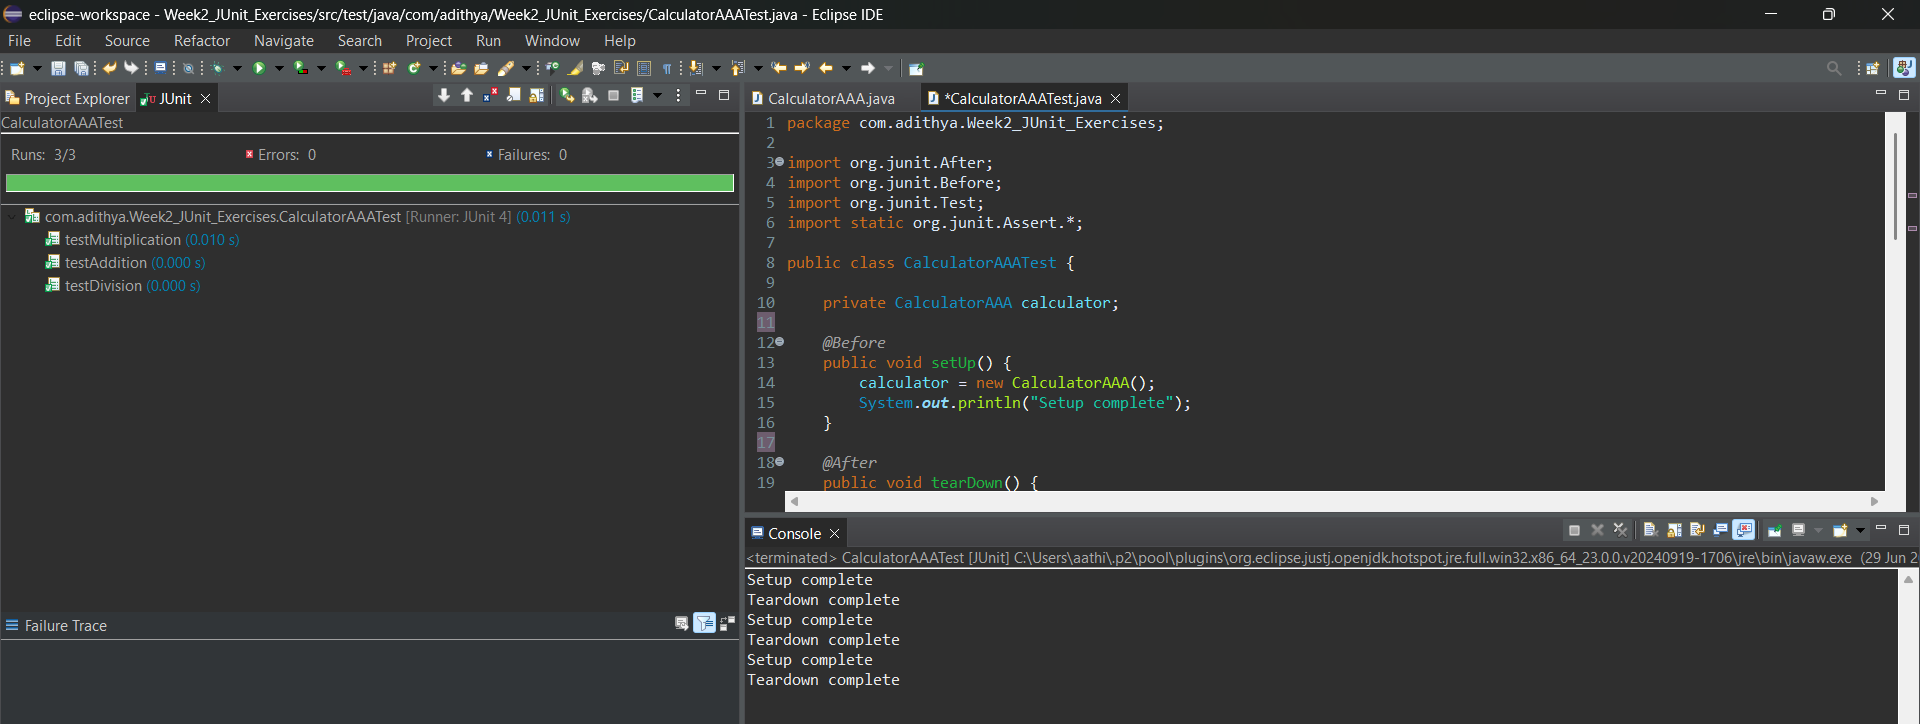 eclipse-workspace - Week2_JUnit_Exercises/src/test/java/com/adithya/Week2_JUnit_Exercises/CalculatorAAATest.java - Eclipse IDE
File Edit Source Refactor Navigate Search Project Run Window Help
Project Explorer JUnit
CalculatorAAATest
Runs: 3/3 Errors: 0 Failures: 0
com.adithya.Week2_JUnit_Exercises.CalculatorAAATest [Runner: JUnit 4] (0.011 s)
testMultiplication (0.010 s)
testAddition (0.000 s)
testDivision (0.000 s)
Failure Trace
CalculatorAAA.java *CalculatorAAATest.java
1 package com.adithya.Week2_JUnit_Exercises;
2
3 import org.junit.After;
4 import org.junit.Before;
5 import org.junit.Test;
6 import static org.junit.Assert.*;
7
8 public class CalculatorAAATest {
9
10 private CalculatorAAA calculator;
11
12 @Before
13 public void setUp() {
14 calculator = new CalculatorAAA();
15 System.out.println("Setup complete");
16 }
17
18 @After
19 public void tearDown() {
Console
<terminated> CalculatorAAATest [JUnit] C:\Users\aathi\.p2\pool\plugins\org.eclipse.justj.openjdk.hotspot.jre.full.win32.x86_64_23.0.0.v20240919-1706\jre\bin\javaw.exe (29 Jun 2
Setup complete
Teardown complete
Setup complete
Teardown complete
Setup complete
Teardown complete